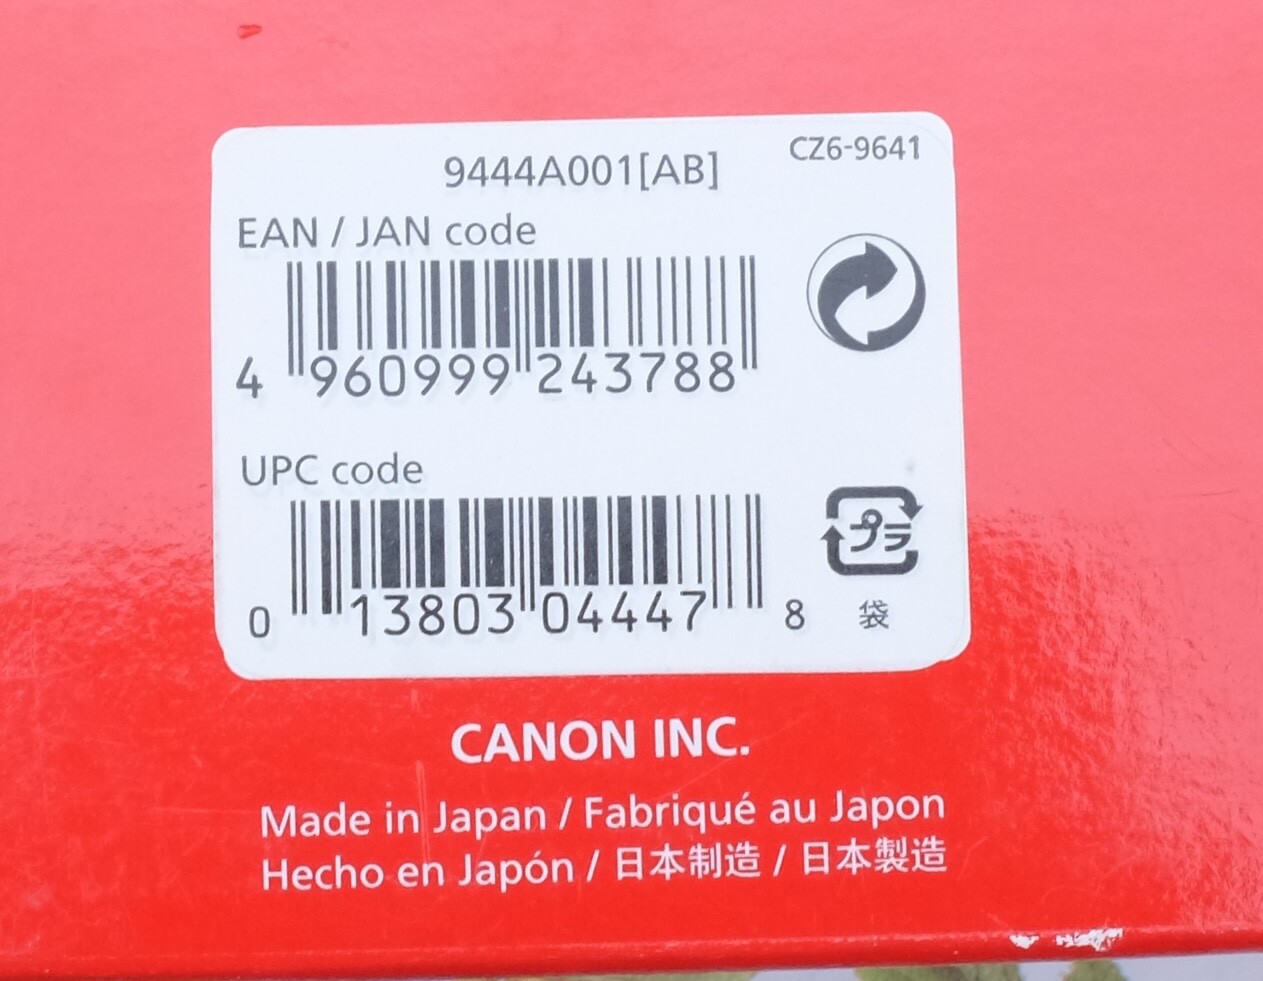 9444A001[AB]
CZ6-9641
EAN / JAN code
4 960999 243788
UPC code
0 13803 04447 8
プラ
袋
CANON INC.
Made in Japan / Fabriqué au Japon
Hecho en Japón / 日本制造 / 日本製造